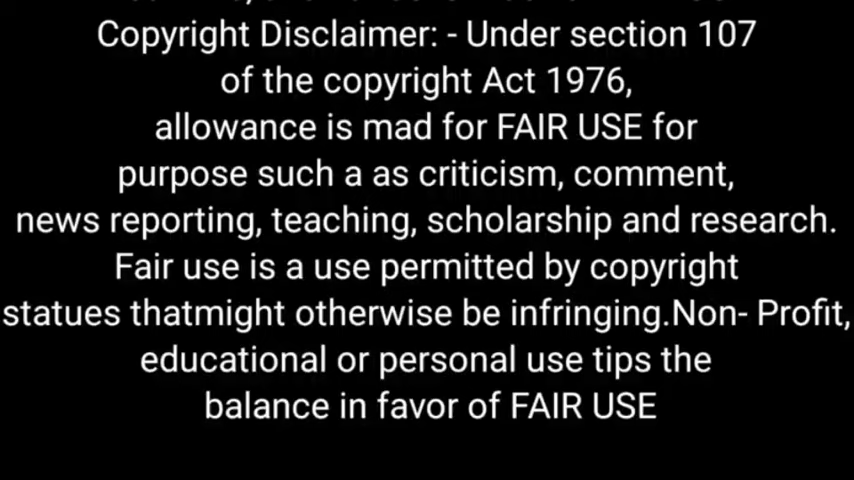 Copyright Disclaimer: - Under section 107
of the copyright Act 1976,
allowance is mad for FAIR USE for
purpose such a as criticism, comment,
news reporting, teaching, scholarship and research.
Fair use is a use permitted by copyright
statues thatmight otherwise be infringing.Non- Profit,
educational or personal use tips the
balance in favor of FAIR USE